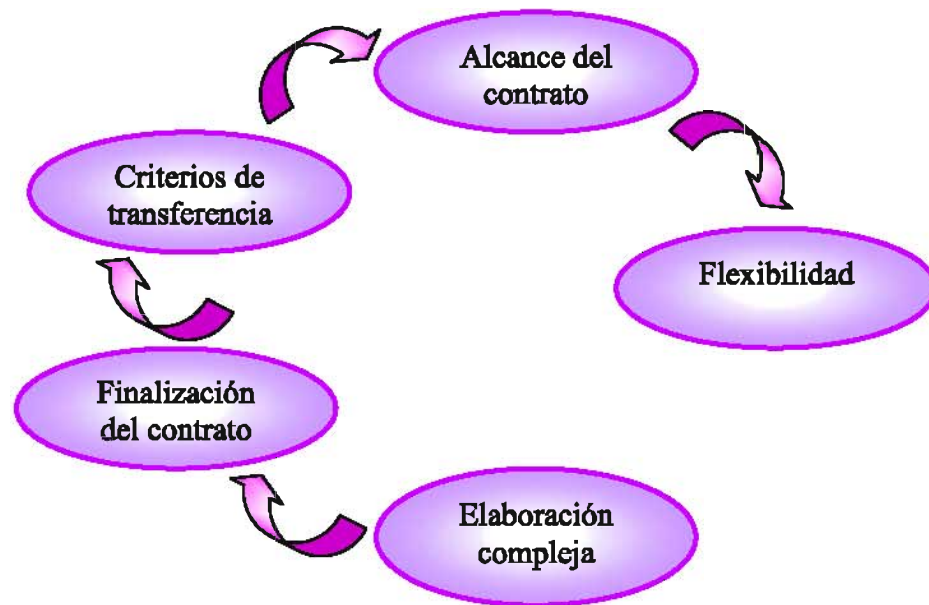 Alcance del
contrato
Criterios de
transferencia
Flexibilidad
Finalización
del contrato
Elaboración
compleja